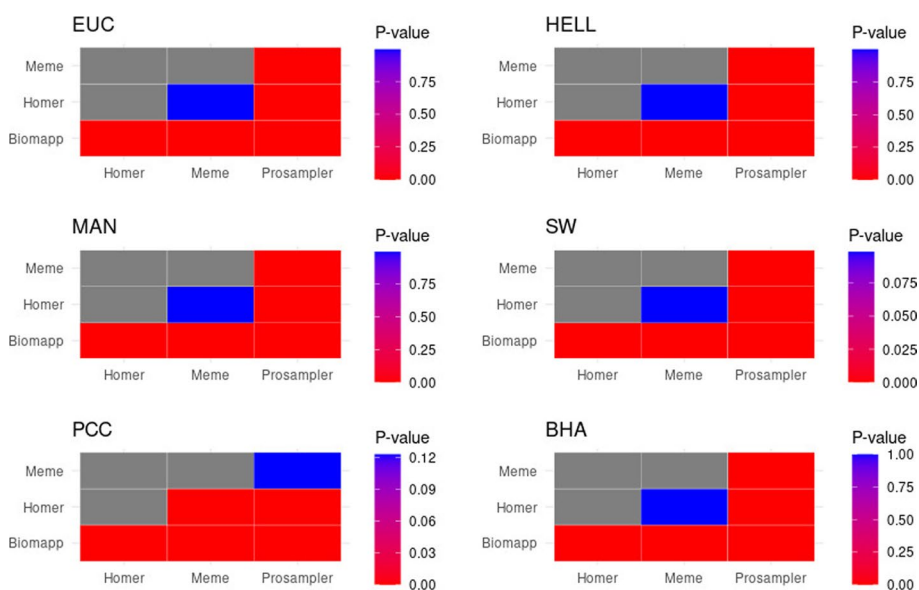 EUC
P-value
Meme
Homer
Biomapp
0.75
0.50
0.25
0.00
Homer Meme Prosampler
HELL
P-value
Meme
Homer
Biomapp
0.75
0.50
0.25
0.00
Homer Meme Prosampler
MAN
P-value
Meme
Homer
Biomapp
0.75
0.50
0.25
0.00
Homer Meme Prosampler
SW
P-value
Meme
Homer
Biomapp
0.075
0.050
0.025
0.000
Homer Meme Prosampler
PCC
P-value
Meme
Homer
Biomapp
0.12
0.09
0.06
0.03
0.00
Homer Meme Prosampler
BHA
P-value
Meme
Homer
Biomapp
1.00
0.75
0.50
0.25
0.00
Homer Meme Prosampler